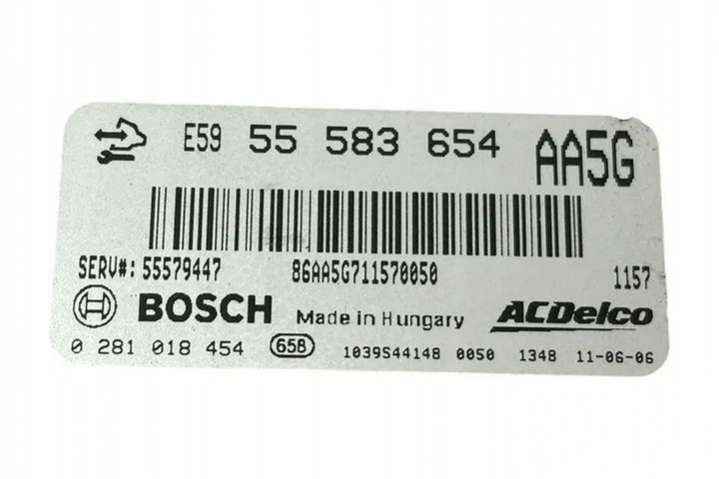 E59 55 583 654 AA5G
SERV#: 55579447 86AA5G711570050 1157
BOSCH Made in Hungary ACDelco
0 281 018 454 658 1039S44148 0050 1348 11-06-06